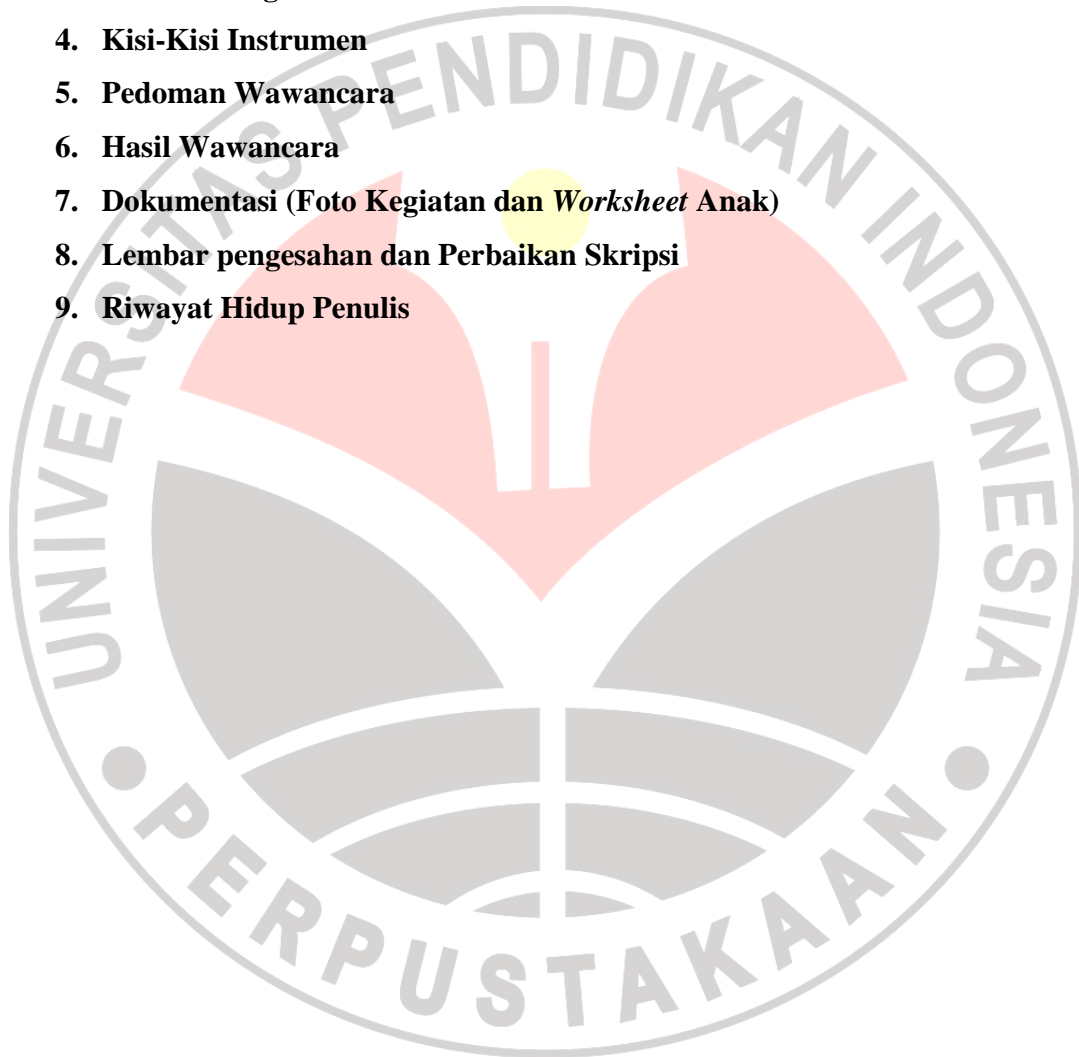 4. Kisi-Kisi Instrumen
5. Pedoman Wawancara
6. Hasil Wawancara
7. Dokumentasi (Foto Kegiatan dan Worksheet Anak)
8. Lembar pengesahan dan Perbaikan Skripsi
9. Riwayat Hidup Penulis
UNIVERSITAS PENDIDIKAN INDONESIA
PERPUSTAKAAN